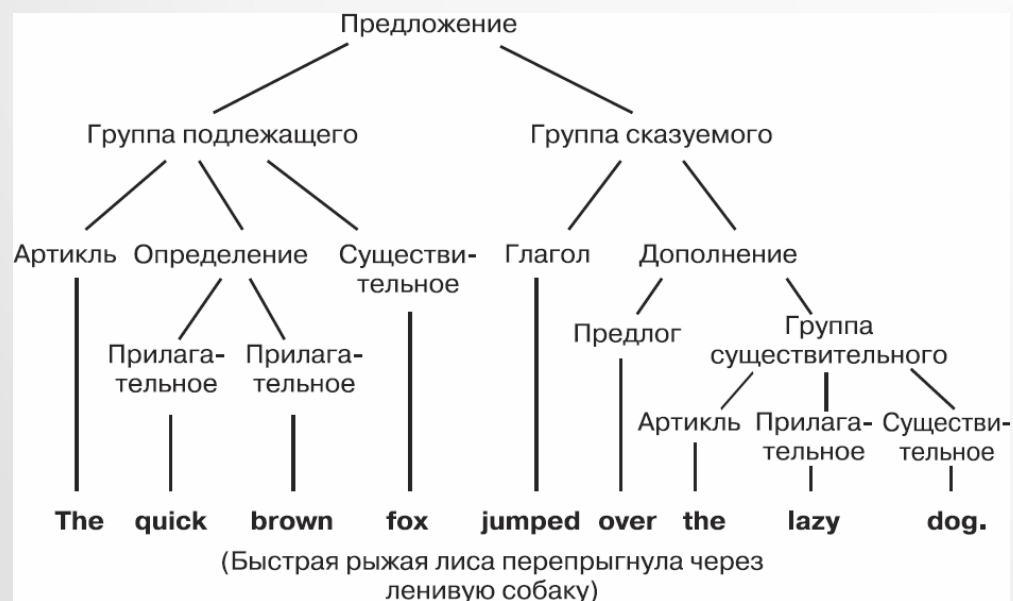 Предложение
Группа подлежащего Группа сказуемого
Артикль Определение Существи- Глагол Дополнение
тельное
Предлог Группа
существительного
Прилага- Прилага-
тельное тельное
Артикль Прилага- Существи-
тельное тельное
The quick brown fox jumped over the lazy dog.
(Быстрая рыжая лиса перепрыгнула через
ленивую собаку)